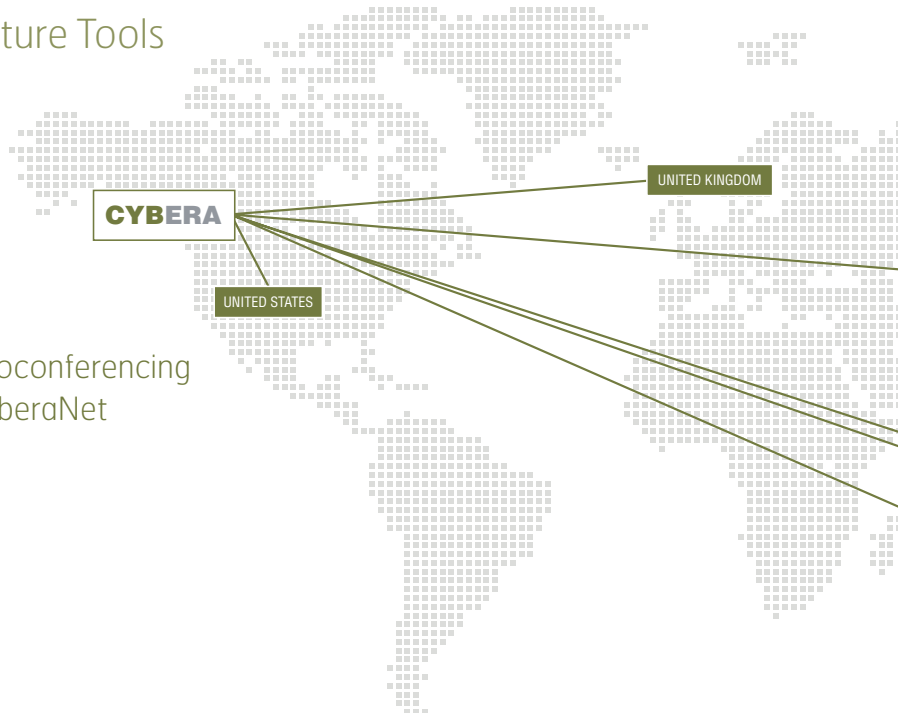 ture Tools
UNITED KINGDOM
CYBERA
UNITED STATES
oconferencing
beraNet